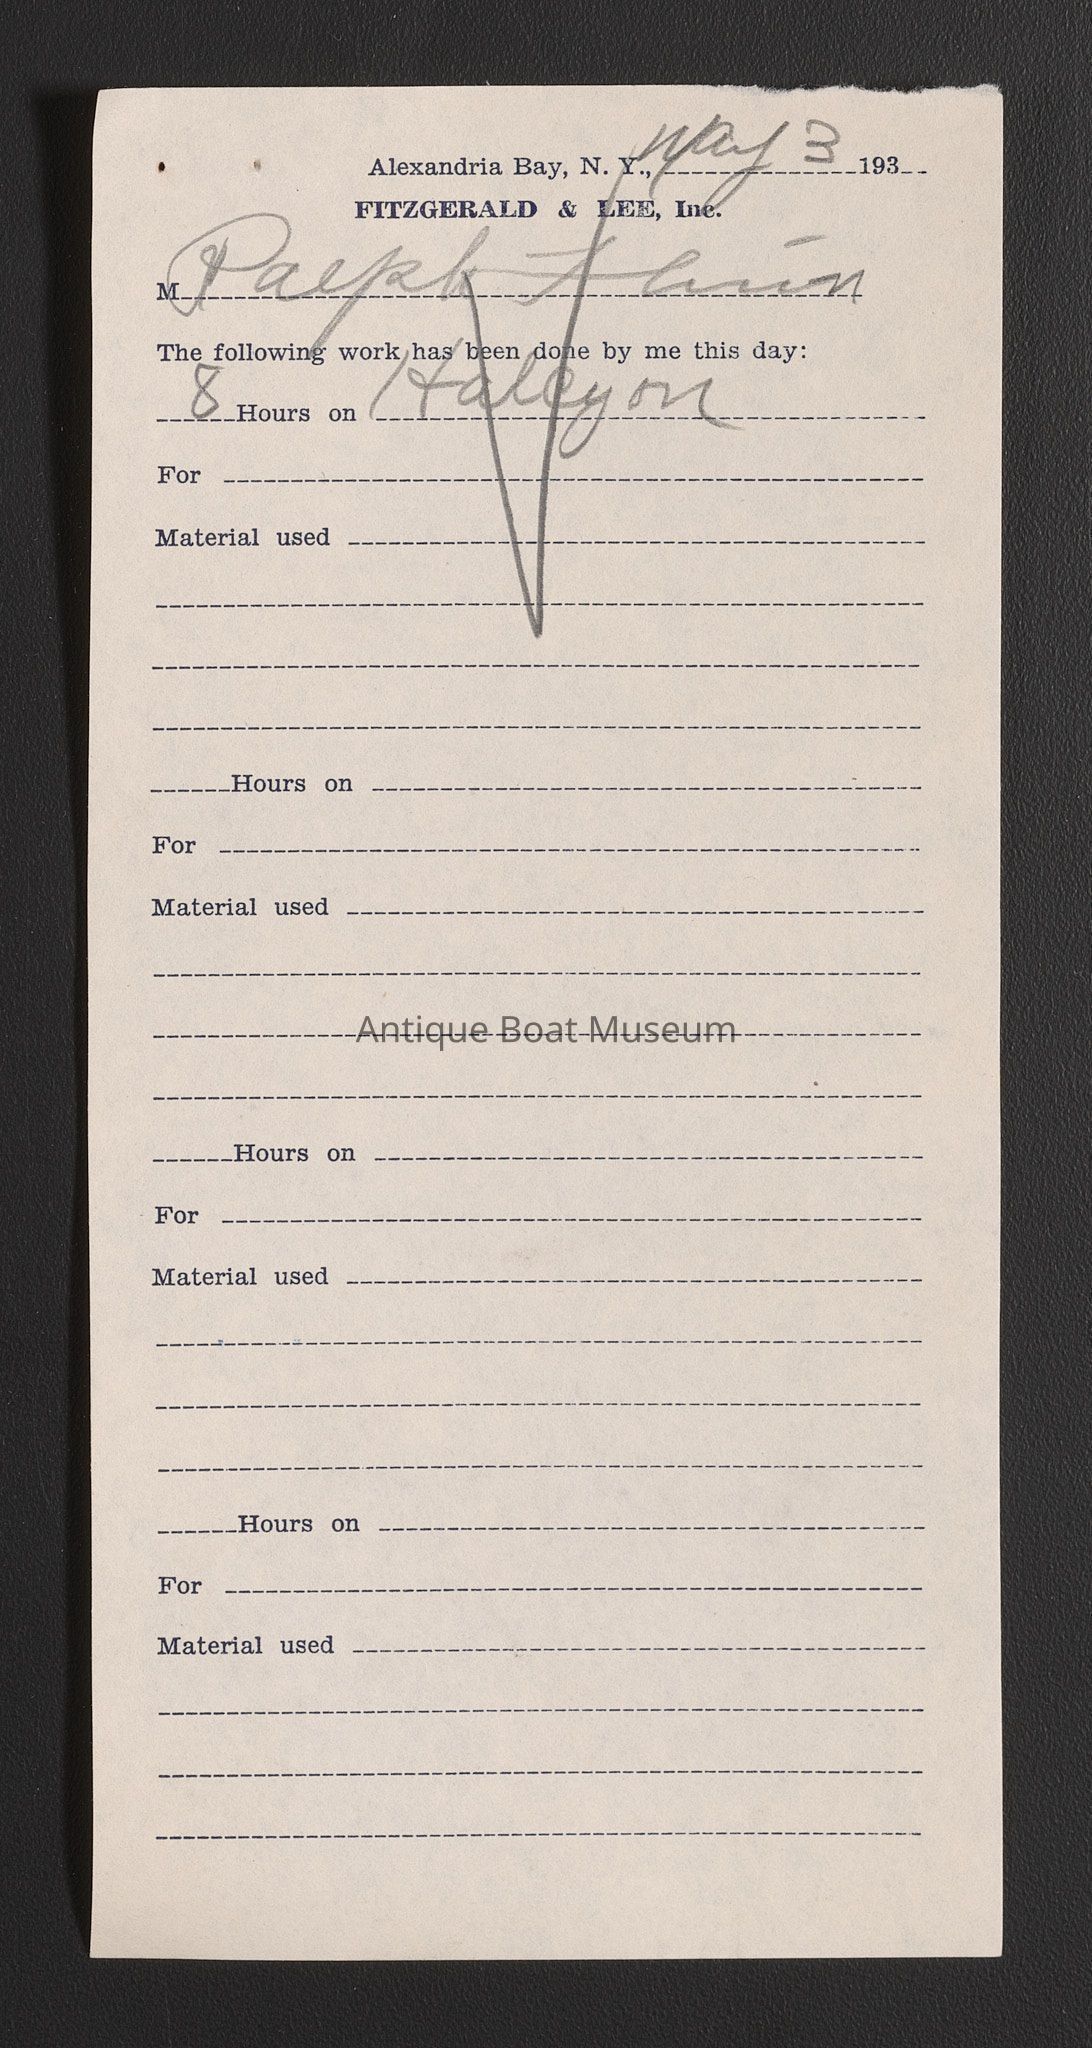 Alexandria Bay, N. Y., May 3 193
FITZGERALD & LEE, Inc.
M Ralph
The following work has been done by me this day:
8 Hours on Halcyon
For
Material used
Hours on
For
Material used
Antique Boat Museum
Hours on
For
Material used
Hours on
For
Material used